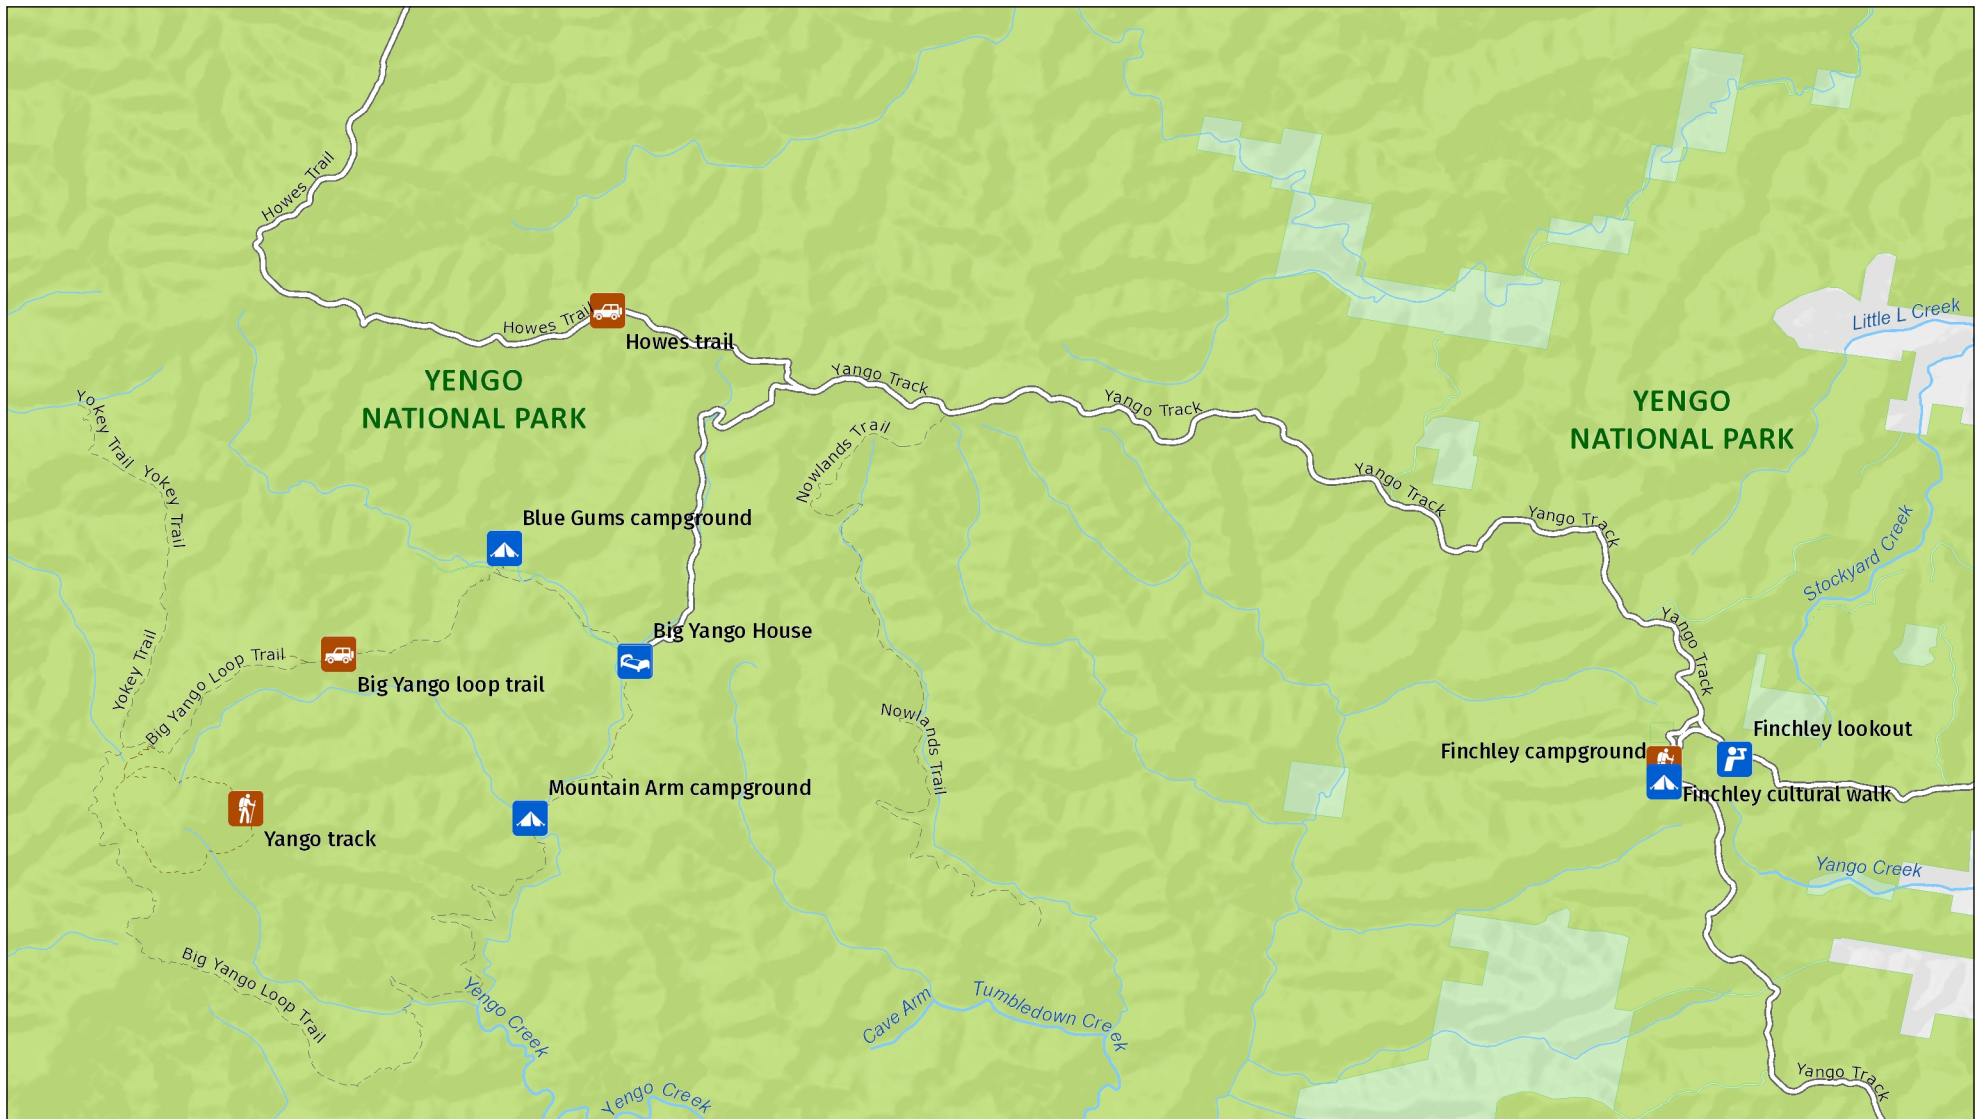 Howes Trail
Little L Creek
Howes Trail
Howes trail
YENGO
NATIONAL PARK
Yango Track
Yango Track
YENGO
NATIONAL PARK
Yokey Trail
Nowlands Trail
Yokey Trail
Yango Track
Blue Gums campground
Yango Track
Stockyard Creek
Big Yango House
Yokey Trail
Big Yango Loop Trail
Big Yango loop trail
Yango Track
Nowlands Trail
Finchley lookout
Finchley campground
Mountain Arm campground
Finchley cultural walk
Yango track
Yango Creek
Big Yango Loop Trail
Yengo Creek
Cave Arm
Tumbledown Creek
Yengo Creek
Yango Track